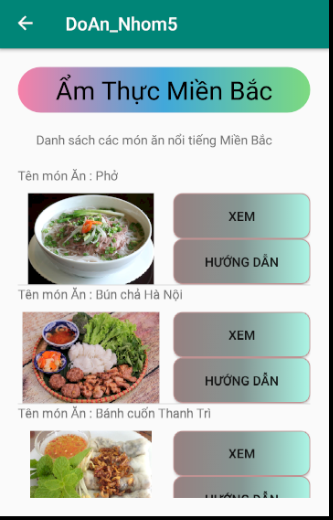 DoAn_Nhom5
Ẩm Thực Miền Bắc
Danh sách các món ăn nổi tiếng Miền Bắc
Tên món Ăn : Phở
XEM
HƯỚNG DẪN
Tên món Ăn : Bún chả Hà Nội
XEM
HƯỚNG DẪN
Tên món Ăn : Bánh cuốn Thanh Trì
XEM
HƯỚNG DẪN